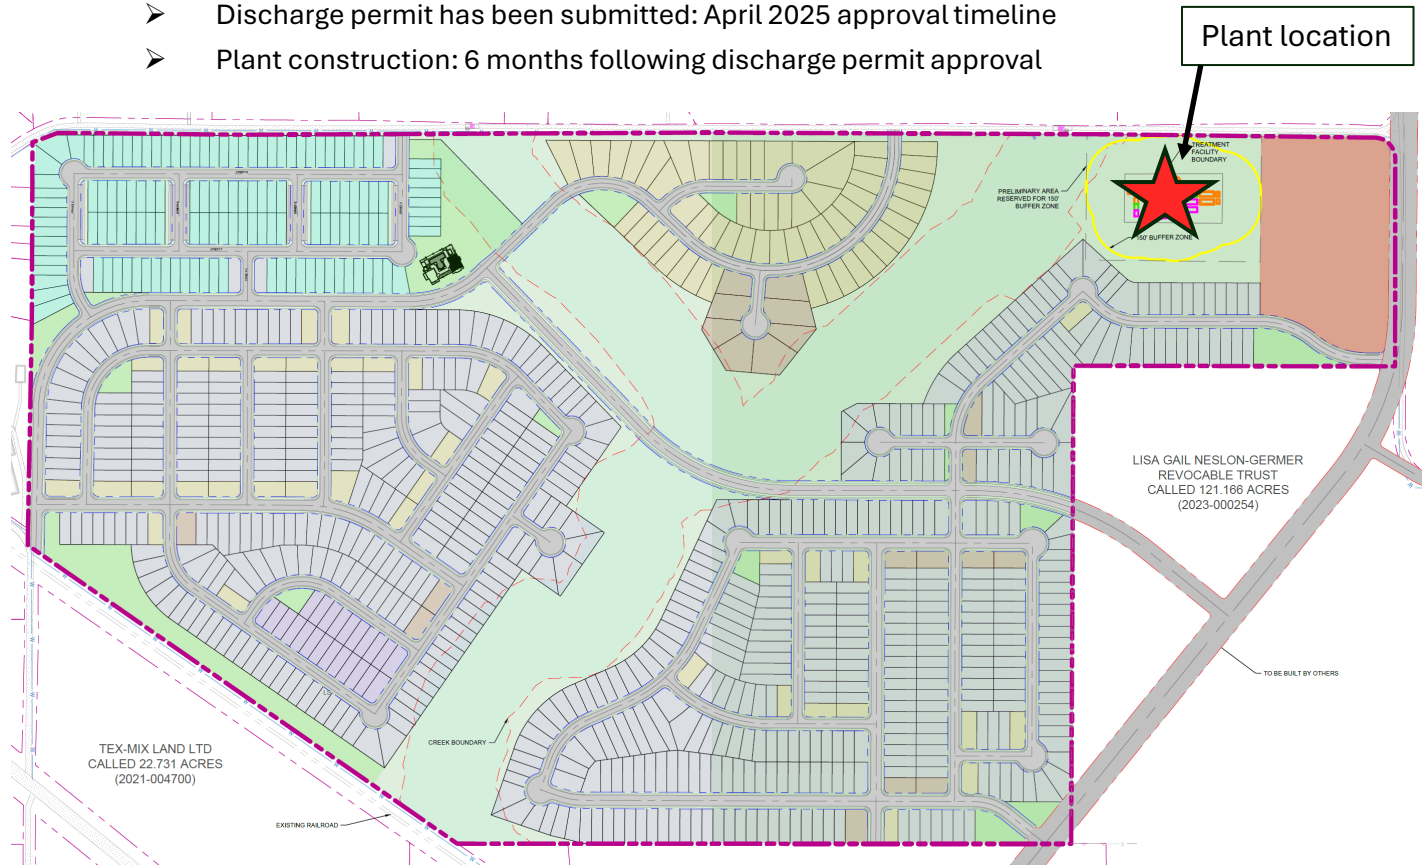 ➢ Discharge permit has been submitted: April 2025 approval timeline
➢ Plant construction: 6 months following discharge permit approval
Plant location
TREATMENT
FACILITY
BOUNDARY
PRELIMINARY AREA
RESERVED FOR 150'
BUFFER ZONE
150' BUFFER ZONE
LISA GAIL NESLON-GERMER
REVOCABLE TRUST
CALLED 121.166 ACRES
(2023-000254)
TO BE BUILT BY OTHERS
CREEK BOUNDARY
TEX-MIX LAND LTD
CALLED 22.731 ACRES
(2021-004700)
EXISTING RAILROAD